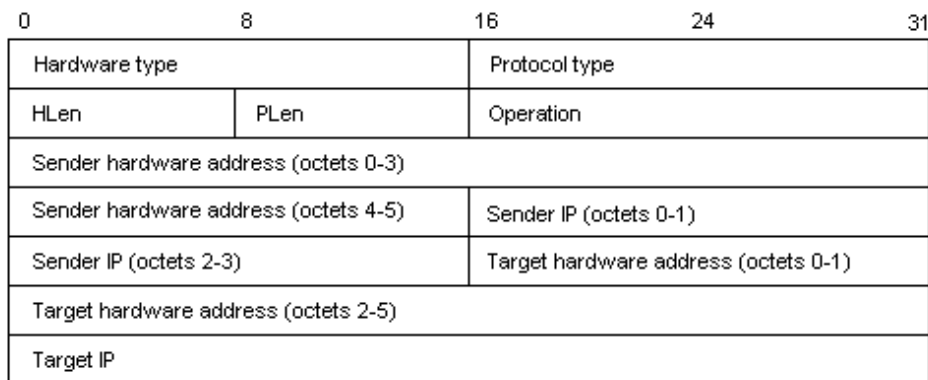 0 8 16 24 31
Hardware type Protocol type
HLen PLen Operation
Sender hardware address (octets 0-3)
Sender hardware address (octets 4-5) Sender IP (octets 0-1)
Sender IP (octets 2-3) Target hardware address (octets 0-1)
Target hardware address (octets 2-5)
Target IP